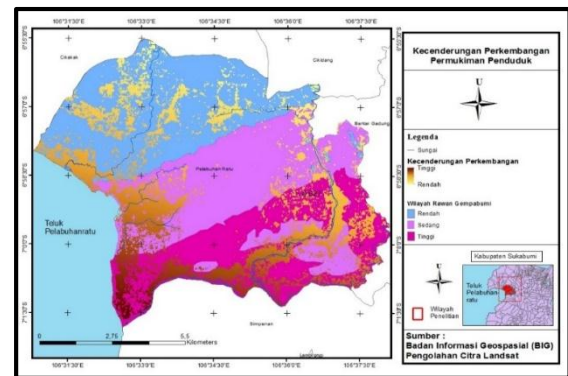 106°31'30"E 106°33'0"E 106°34'30"E 106°36'0"E 106°37'30"E
Cikakak
Cikidang
Bantar Gadung
Palabuhan Ratu
Teluk
Pelabuhanratu
Simpenan
0 2,75 5,5
Kilometers
106°31'30"E 106°33'0"E 106°34'30"E 106°36'0"E 106°37'30"E
Kecenderungan Perkembangan
Permukiman Penduduk
U
Legenda
Sungai
Kecenderungan Perkembangan
Tinggi
Rendah
Wilayah Rawan Gempabumi
Rendah
Sedang
Tinggi
U
Wilayah
Penelitian
Kabupaten Sukabumi
Teluk
Pelabuhan
ratu
Sumber :
Badan Informasi Geospasial (BIG)
Pengolahan Citra Landsat